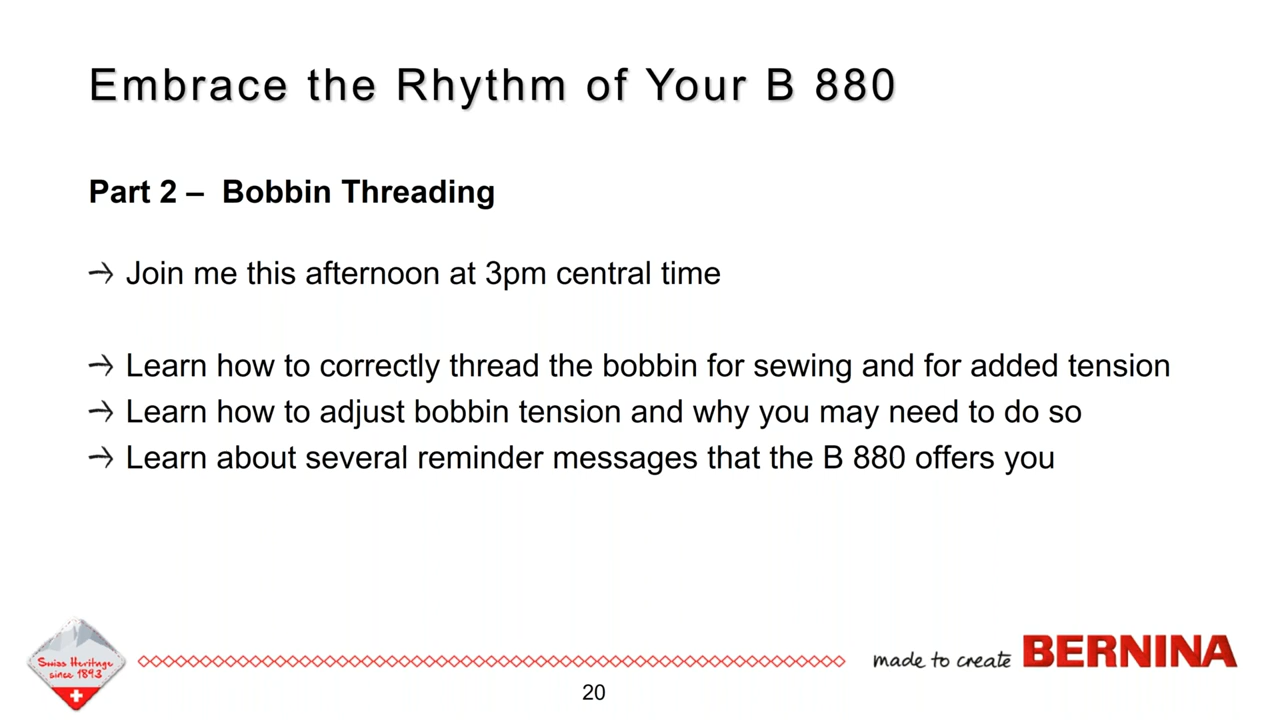 Embrace the Rhythm of Your B 880
Part 2 – Bobbin Threading
→ Join me this afternoon at 3pm central time
→ Learn how to correctly thread the bobbin for sewing and for added tension
→ Learn how to adjust bobbin tension and why you may need to do so
→ Learn about several reminder messages that the B 880 offers you
Swiss Heritage
since 1893
made to create BERNINA
20